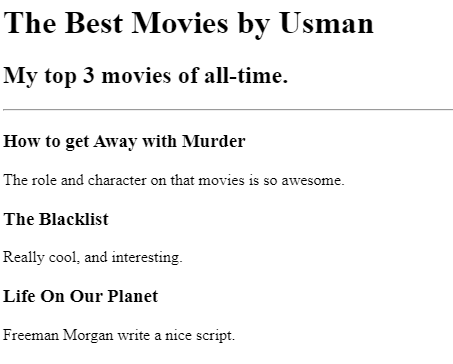 The Best Movies by Usman
My top 3 movies of all-time.
How to get Away with Murder
The role and character on that movies is so awesome.
The Blacklist
Really cool, and interesting.
Life On Our Planet
Freeman Morgan write a nice script.